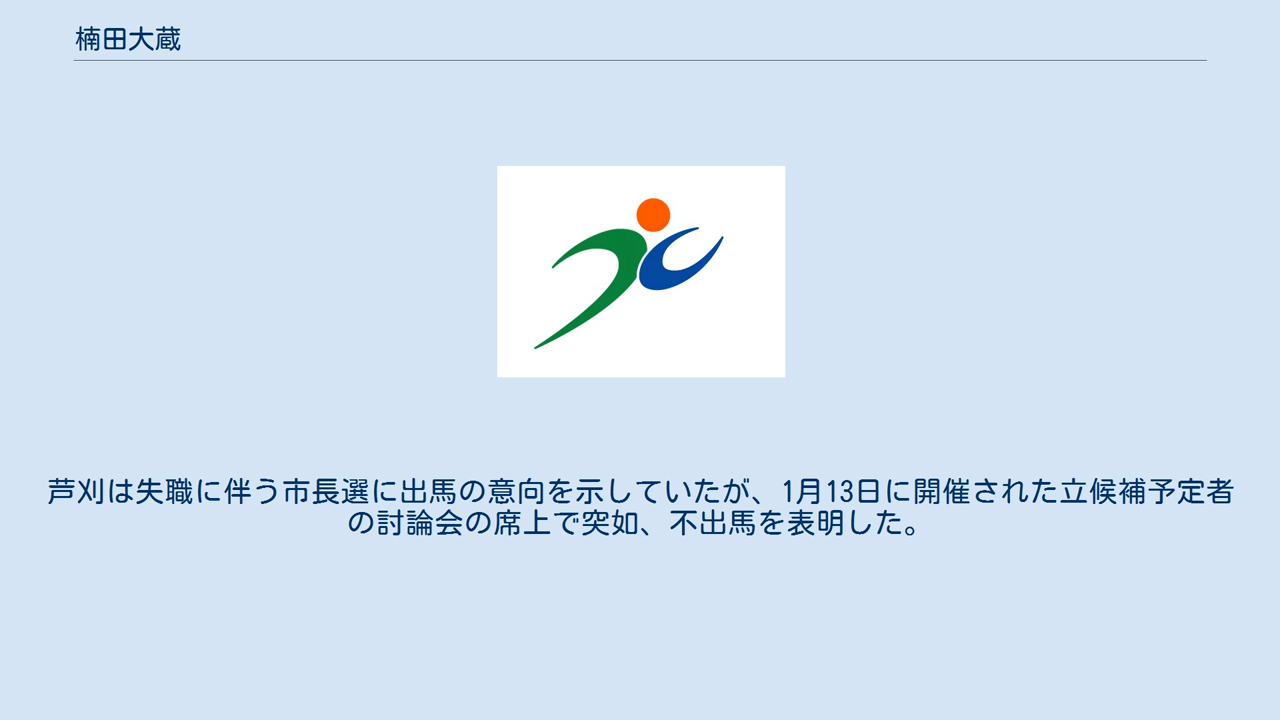 楠田大蔵
芦刈は失職に伴う市長選に出馬の意向を示していたが、1月13日に開催された立候補予定者
の討論会の席上で突如、不出馬を表明した。